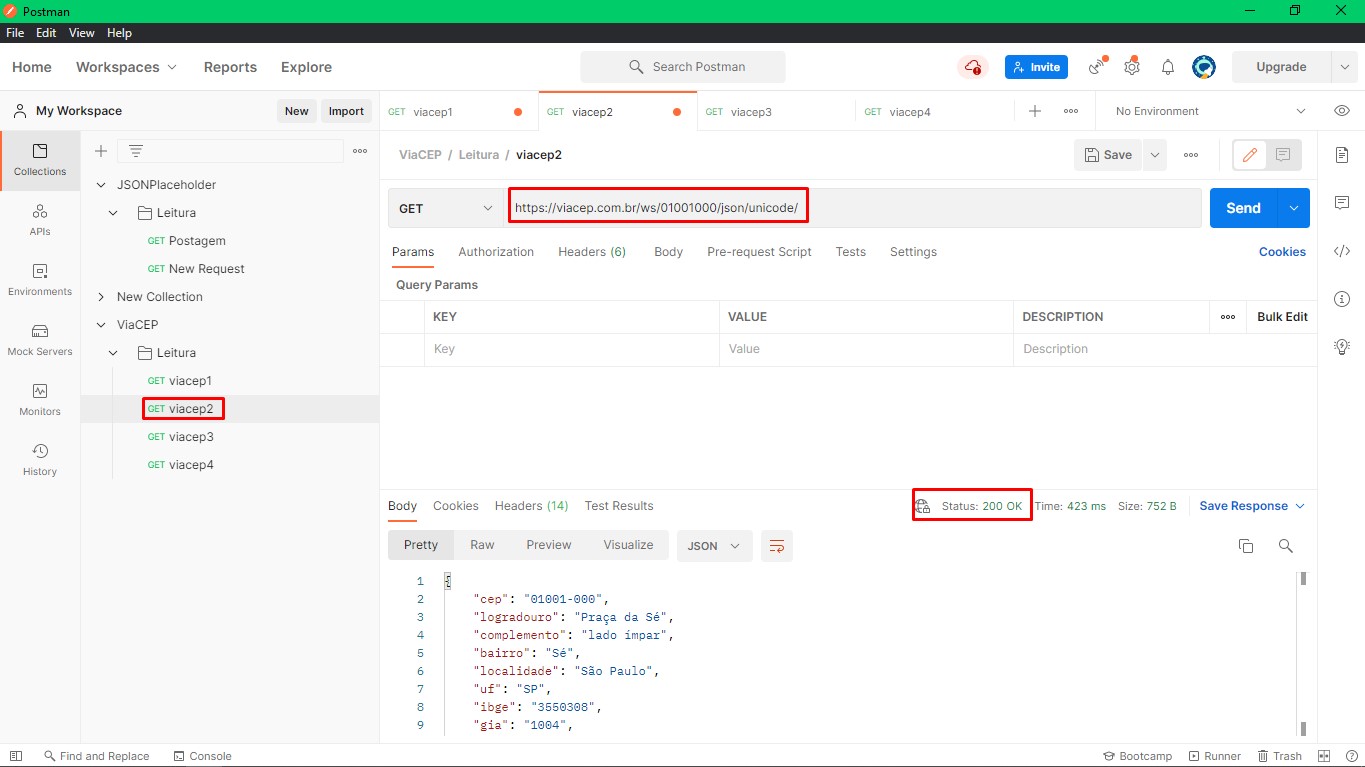 Postman
File Edit View Help
Home Workspaces Reports Explore Search Postman Invite Upgrade
My Workspace New Import
GET viacep1 GET viacep2 GET viacep3 GET viacep4 No Environment
Collections
APIs
Environments
Mock Servers
Monitors
History
JSONPlaceholder
Leitura
GET Postagem
GET New Request
New Collection
ViaCEP
Leitura
GET viacep1
GET viacep2
GET viacep3
GET viacep4
ViaCEP / Leitura / viacep2 Save
GET https://viacep.com.br/ws/01001000/json/unicode/ Send
Params Authorization Headers (6) Body Pre-request Script Tests Settings Cookies
Query Params
KEY VALUE DESCRIPTION Bulk Edit
Key Value Description
Body Cookies Headers (14) Test Results Status: 200 OK Time: 423 ms Size: 752 B Save Response
Pretty Raw Preview Visualize JSON
1 {
2 "cep": "01001-000",
3 "logradouro": "Praça da Sé",
4 "complemento": "lado ímpar",
5 "bairro": "Sé",
6 "localidade": "São Paulo",
7 "uf": "SP",
8 "ibge": "3550308",
9 "gia": "1004",
Find and Replace Console Bootcamp Runner Trash